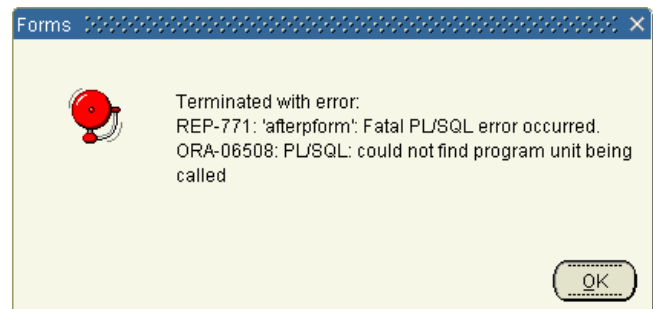 Forms
Terminated with error:
REP-771: 'afterpform': Fatal PL/SQL error occurred.
ORA-06508: PL/SQL: could not find program unit being
called
OK